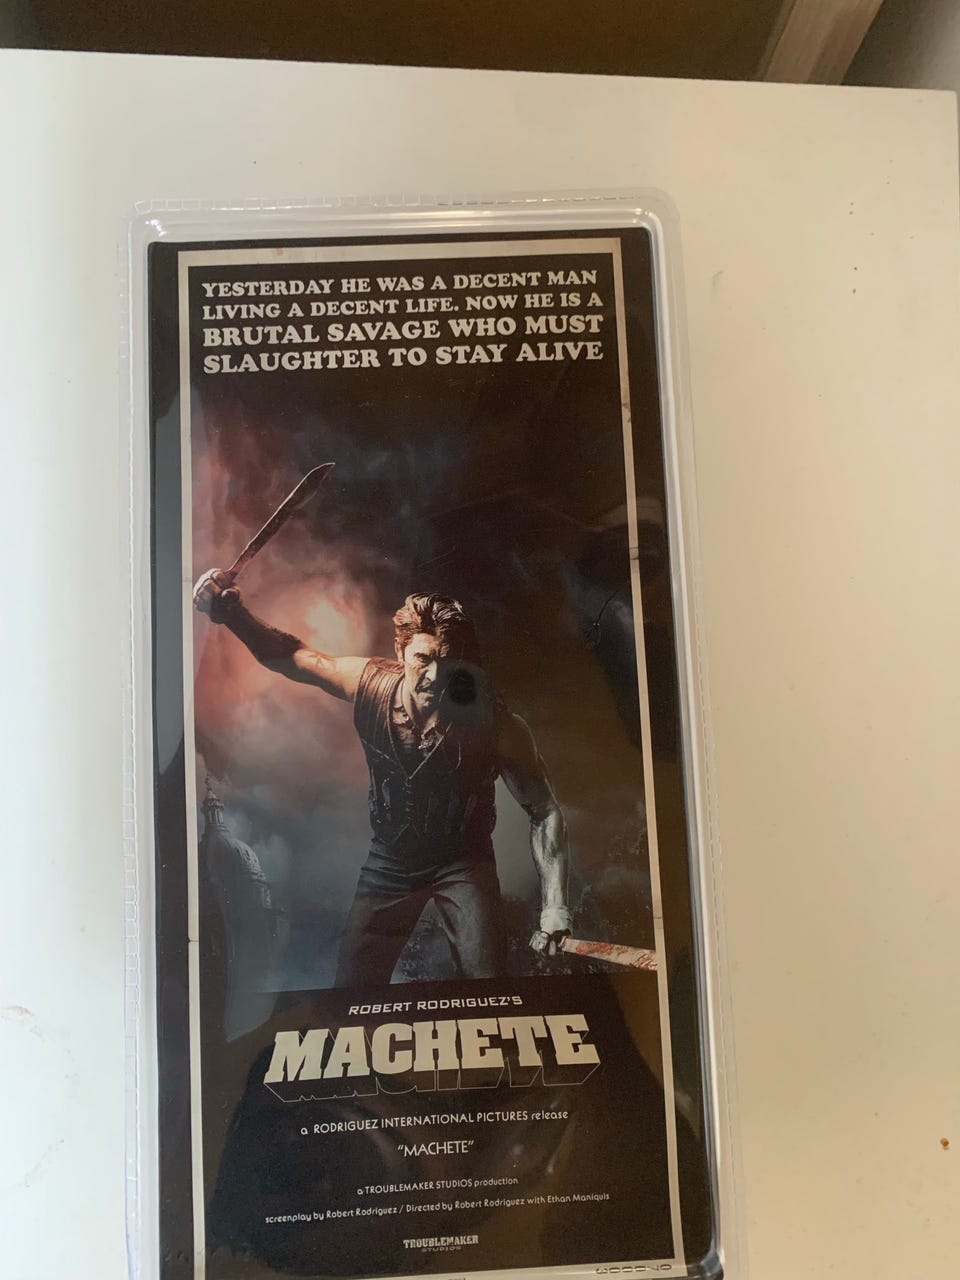 YESTERDAY HE WAS A DECENT MAN
LIVING A DECENT LIFE. NOW HE IS A
BRUTAL SAVAGE WHO MUST
SLAUGHTER TO STAY ALIVE
ROBERT RODRIGUEZ'S
MACHETE
a RODRIGUEZ INTERNATIONAL PICTURES release
"MACHETE"
a TROUBLEMAKER STUDIOS production
screenplay by Robert Rodriguez / Directed by Robert Rodriguez with Ethan Maniquis
TROUBLEMAKER
STUDIOS